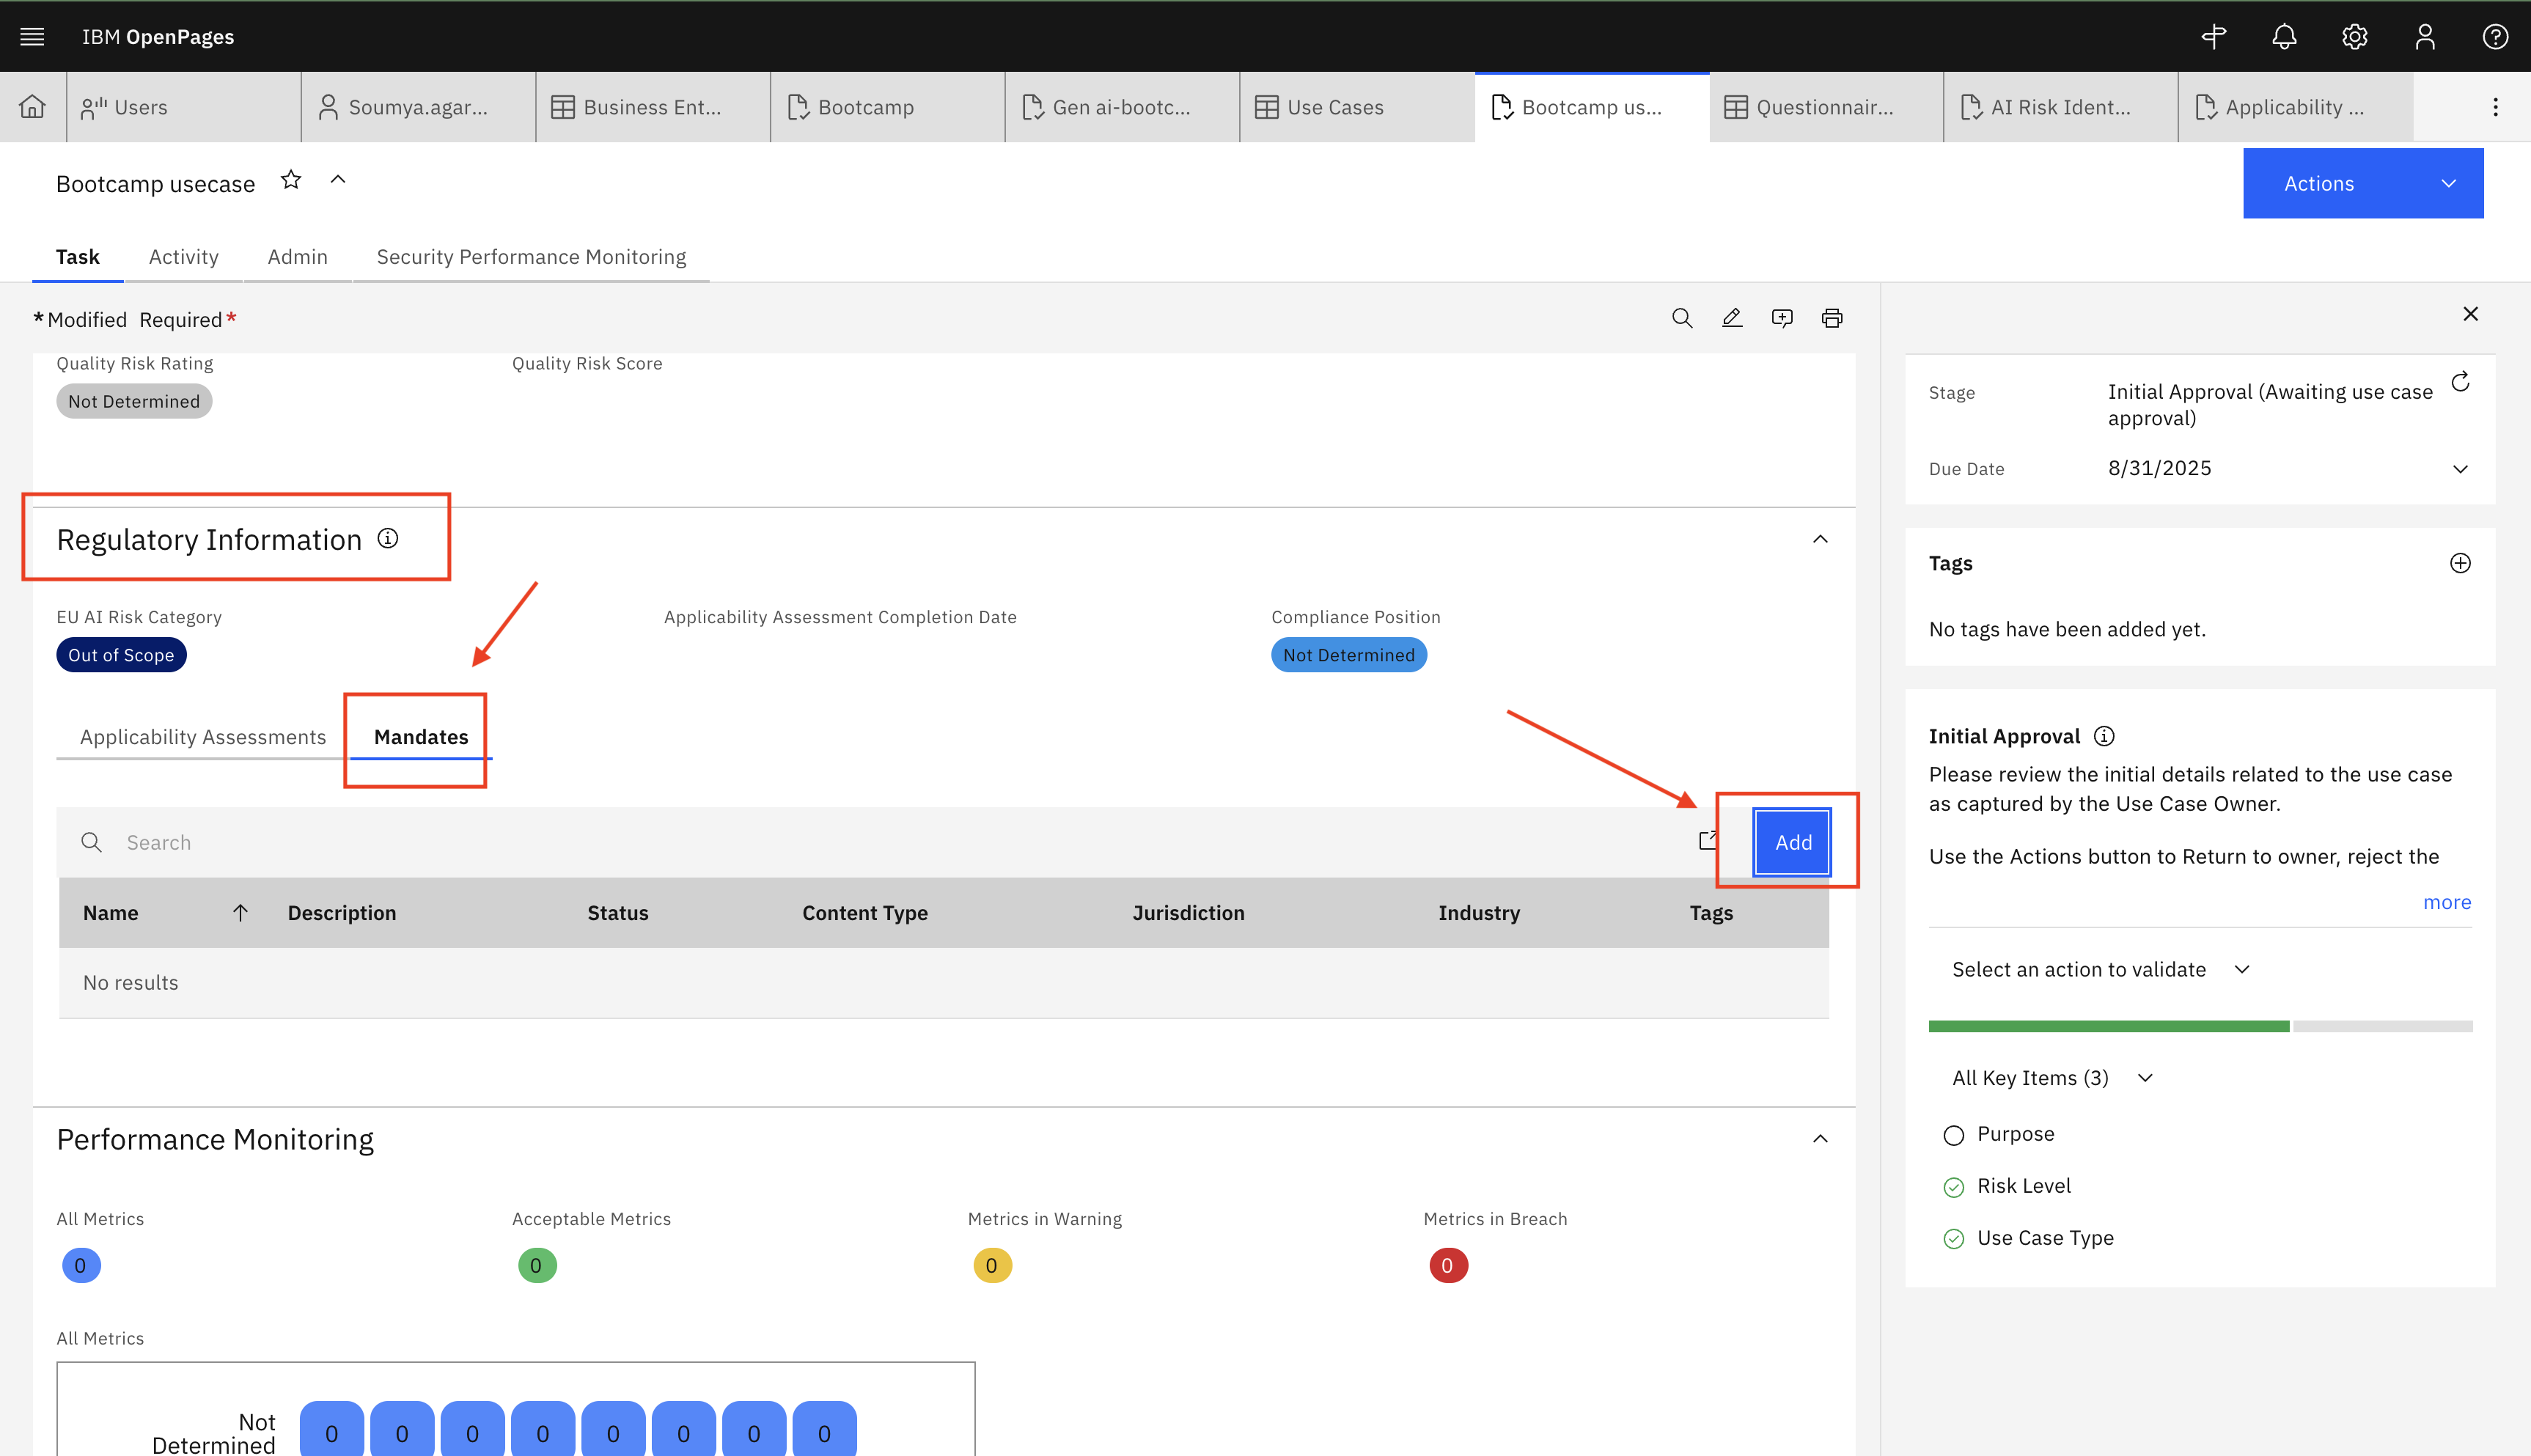 IBM OpenPages
Users
Soumya.agar...
Business Ent...
Bootcamp
Gen ai-bootc...
Use Cases
Bootcamp us...
Questionnair...
AI Risk Ident...
Applicability ...
Bootcamp usecase
Actions
Task
Activity
Admin
Security Performance Monitoring
*Modified Required*
Quality Risk Rating
Quality Risk Score
Not Determined
Regulatory Information
EU AI Risk Category
Applicability Assessment Completion Date
Compliance Position
Out of Scope
Not Determined
Applicability Assessments
Mandates
Search
Add
Name
Description
Status
Content Type
Jurisdiction
Industry
Tags
No results
Performance Monitoring
All Metrics
Acceptable Metrics
Metrics in Warning
Metrics in Breach
0
0
0
0
All Metrics
Not
Determined
0 0 0 0 0 0 0 0
Stage
Initial Approval (Awaiting use case
approval)
Due Date
8/31/2025
Tags
No tags have been added yet.
Initial Approval
Please review the initial details related to the use case
as captured by the Use Case Owner.
Use the Actions button to Return to owner, reject the
more
Select an action to validate
All Key Items (3)
Purpose
Risk Level
Use Case Type